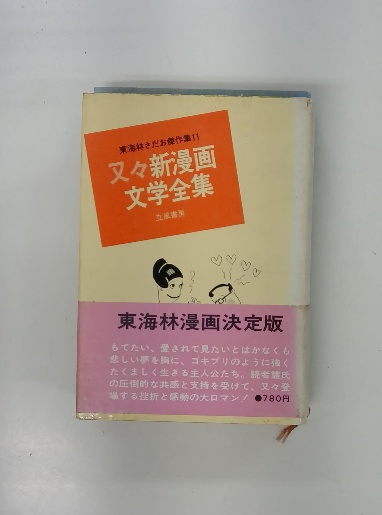 東海林さだお傑作集!!
又々新漫画
文学全集
立風書房
東海林漫画決定版
もてたい、愛されて見たいとはかなくも
悲しい夢を胸に、ゴキブリのように強く
たくましく生きる主人公たち。読者諸氏
の圧倒的な共感と支持を受けて、又々登
場する挫折と感動の大ロマン! ●780円